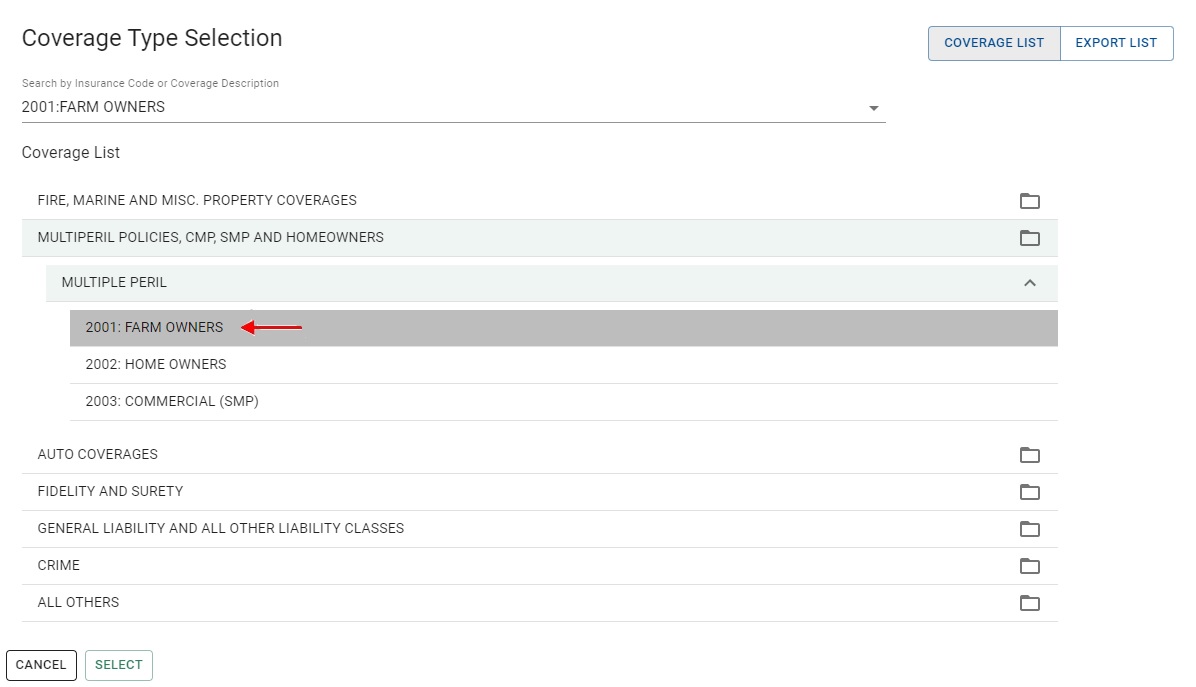 Coverage Type Selection
COVERAGE LIST
EXPORT LIST
Search by Insurance Code or Coverage Description
2001:FARM OWNERS
Coverage List
FIRE, MARINE AND MISC. PROPERTY COVERAGES
MULTIPERIL POLICIES, CMP, SMP AND HOMEOWNERS
MULTIPLE PERIL
2001: FARM OWNERS
2002: HOME OWNERS
2003: COMMERCIAL (SMP)
AUTO COVERAGES
FIDELITY AND SURETY
GENERAL LIABILITY AND ALL OTHER LIABILITY CLASSES
CRIME
ALL OTHERS
CANCEL
SELECT